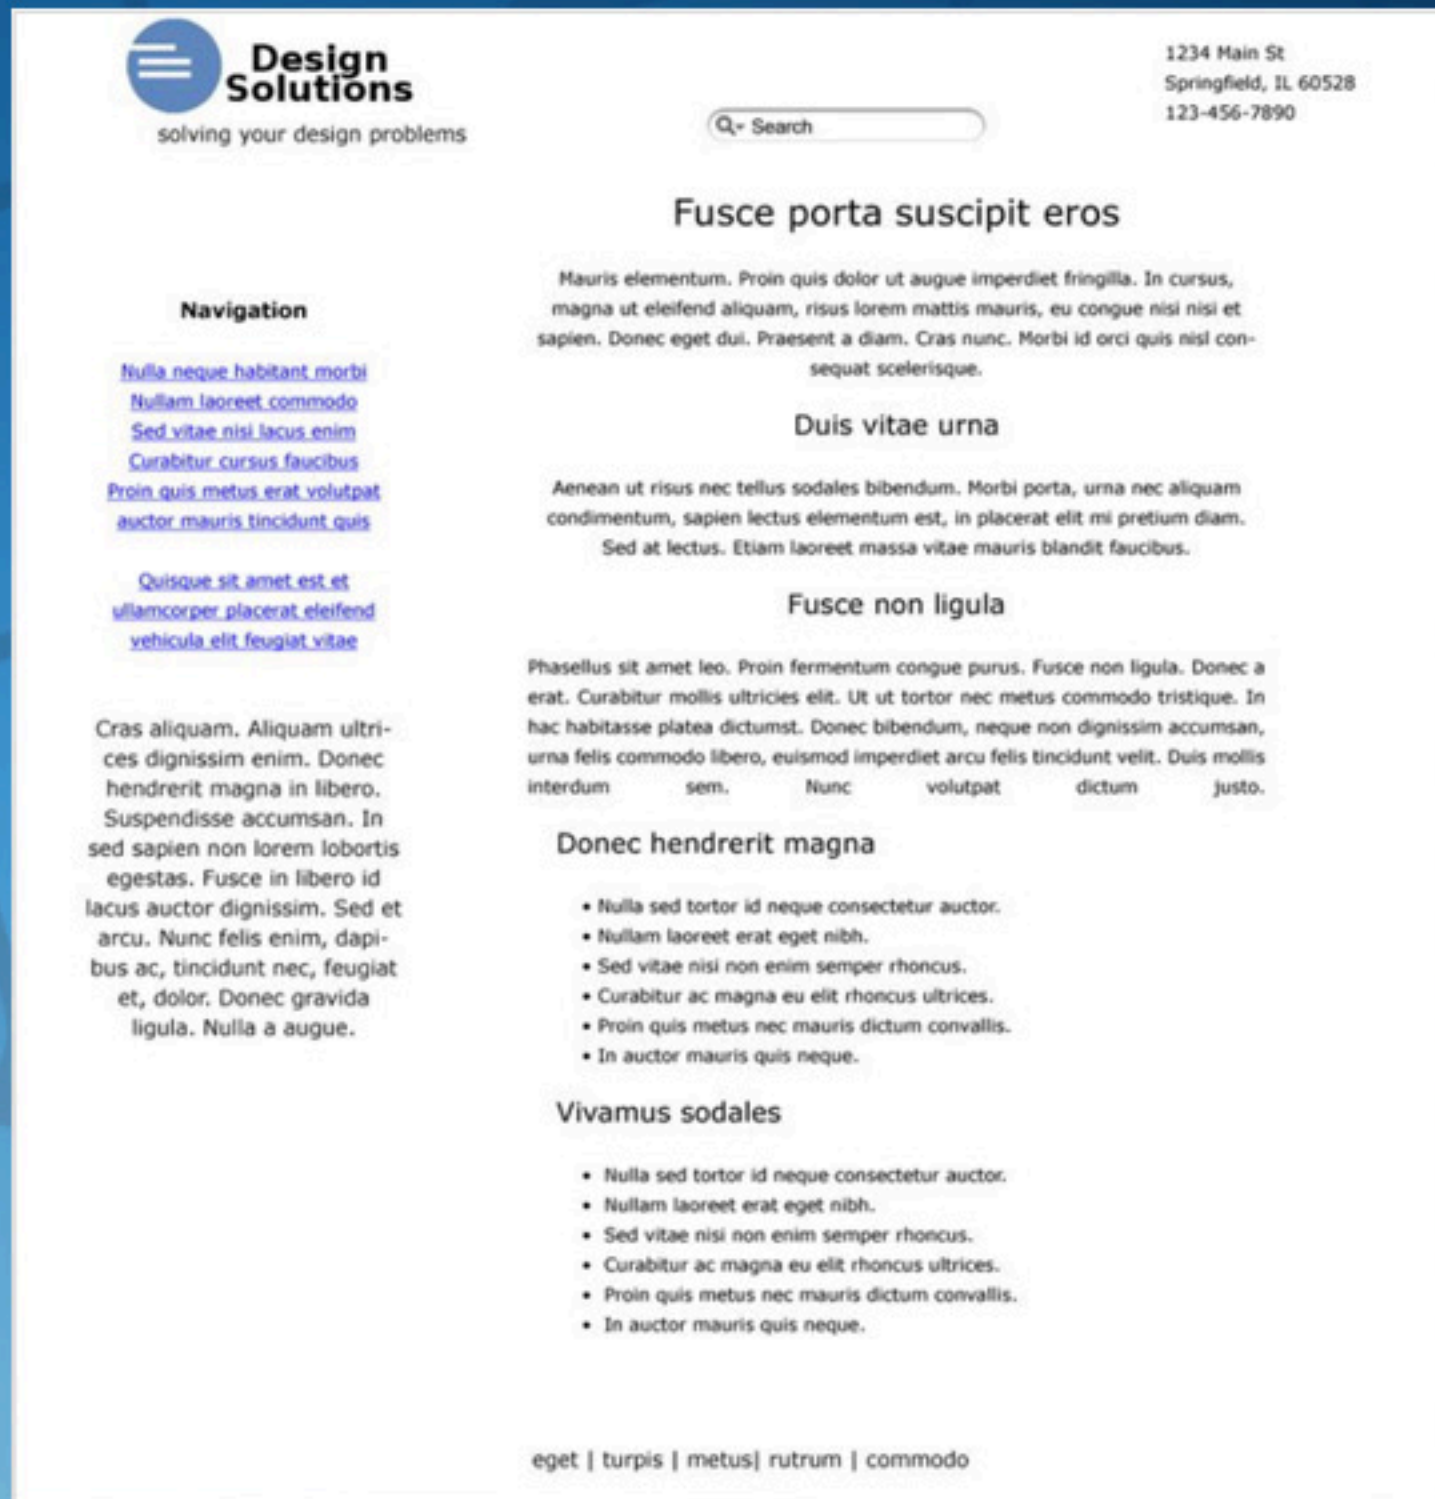 Design
Solutions
solving your design problems
Search
1234 Main St
Springfield, IL 60528
123-456-7890
Navigation
Nulla neque habitant morbi
Nullam laoreet commodo
Sed vitae nisi lacus enim
Curabitur cursus faucibus
Proin quis metus erat volutpat
auctor mauris tincidunt quis
Quisque sit amet est et
ullamcorper placerat eleifend
vehicula elit feugiat vitae
Cras aliquam. Aliquam ultri-
ces dignissim enim. Donec
hendrerit magna in libero.
Suspendisse accumsan. In
sed sapien non lorem lobortis
egestas. Fusce in libero id
lacus auctor dignissim. Sed et
arcu. Nunc felis enim, dapi-
bus ac, tincidunt nec, feugiat
et, dolor. Donec gravida
ligula. Nulla a augue.
Fusce porta suscipit eros
Mauris elementum. Proin quis dolor ut augue imperdiet fringilla. In cursus,
magna ut eleifend aliquam, risus lorem mattis mauris, eu congue nisi nisi et
sapien. Donec eget dui. Praesent a diam. Cras nunc. Morbi id orci quis nisl con-
sequat scelerisque.
Duis vitae urna
Aenean ut risus nec tellus sodales bibendum. Morbi porta, urna nec aliquam
condimentum, sapien lectus elementum est, in placerat elit mi pretium diam.
Sed at lectus. Etiam laoreet massa vitae mauris blandit faucibus.
Fusce non ligula
Phasellus sit amet leo. Proin fermentum congue purus. Fusce non ligula. Donec a
erat. Curabitur mollis ultricies elit. Ut ut tortor nec metus commodo tristique. In
hac habitasse platea dictumst. Donec bibendum, neque non dignissim accumsan,
urna felis commodo libero, euismod imperdiet arcu felis tincidunt velit. Duis mollis
interdum sem. Nunc volutpat dictum justo.
Donec hendrerit magna
• Nulla sed tortor id neque consectetur auctor.
• Nullam laoreet erat eget nibh.
• Sed vitae nisi non enim semper rhoncus.
• Curabitur ac magna eu elit rhoncus ultrices.
• Proin quis metus nec mauris dictum convallis.
• In auctor mauris quis neque.
Vivamus sodales
• Nulla sed tortor id neque consectetur auctor.
• Nullam laoreet erat eget nibh.
• Sed vitae nisi non enim semper rhoncus.
• Curabitur ac magna eu elit rhoncus ultrices.
• Proin quis metus nec mauris dictum convallis.
• In auctor mauris quis neque.
eget | turpis | metus| rutrum | commodo